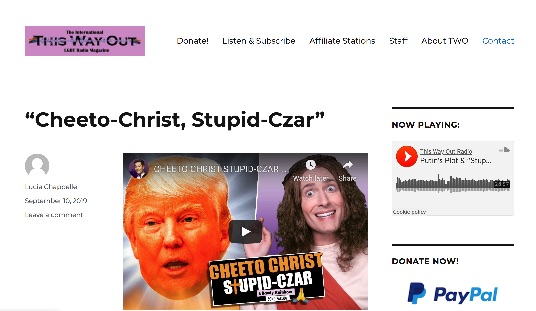 The International
THIS WAY OUT
LGBT Radio Magazine
Donate!
Listen & Subscribe
Affiliate Stations
Staff
About TWO
Contact
“Cheeto-Christ, Stupid-Czar”
Lucia Chappelle
September 10, 2019
Leave a comment
CHEETO CHRIST STUPID-CZAR ...
Watch later
Share
CHEETO CHRIST
STUPID-CZAR
NOW PLAYING:
This Way Out Radio
Putin's Plot & "Stup...
Cookie policy
DONATE NOW!
PayPal